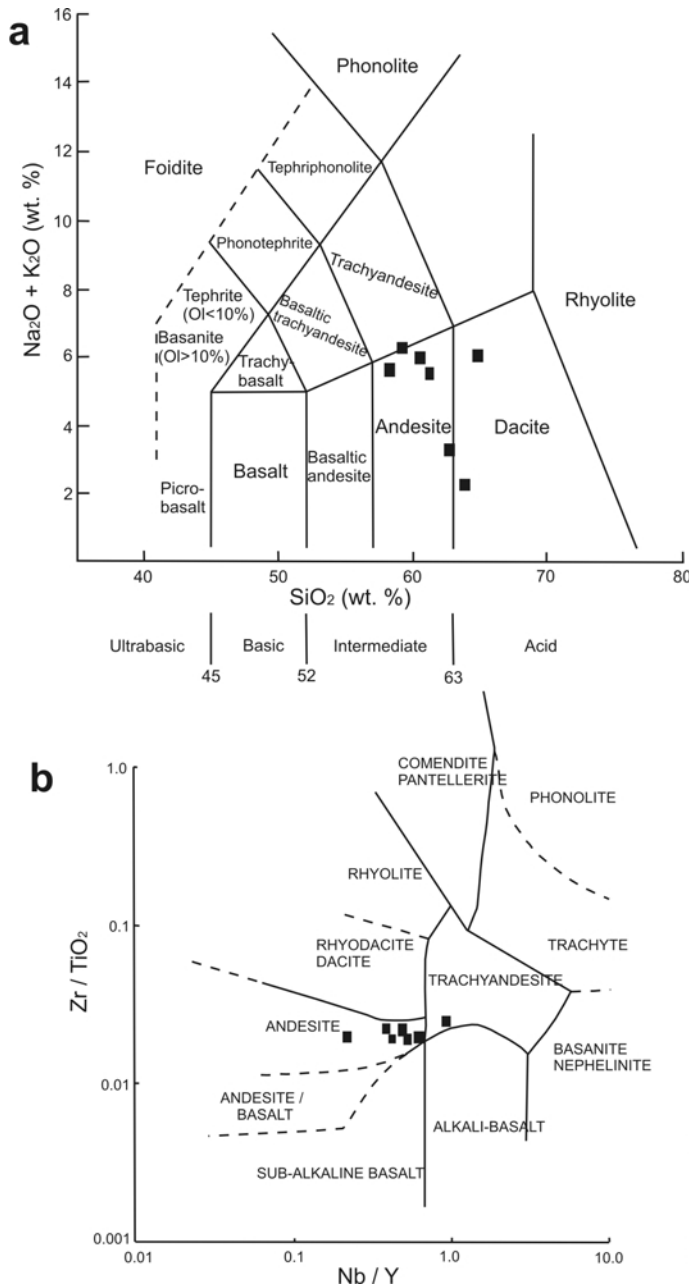 a
16
14
12
10
8
6
4
2
Na₂O + K₂O (wt. %)
Phonolite
Foidite
Tephriphonolite
Phonotephrite
Trachyandesite
Tephrite
(Ol<10%)
Basanite
(Ol>10%)
Basaltic
trachyandesite
Trachy-
basalt
Rhyolite
Andesite
Dacite
Basalt
Basaltic
andesite
Picro-
basalt
40
50
60
70
80
SiO₂ (wt. %)
Ultrabasic
Basic
Intermediate
Acid
45
52
63
b
1.0
0.1
0.01
0.001
Zr / TiO₂
COMENDITE
PANTELLERITE
PHONOLITE
RHYOLITE
RHYODACITE
DACITE
TRACHYTE
TRACHYANDESITE
ANDESITE
BASANITE
NEPHELINITE
ANDESITE /
BASALT
ALKALI-BASALT
SUB-ALKALINE BASALT
0.01
0.1
1.0
10.0
Nb / Y